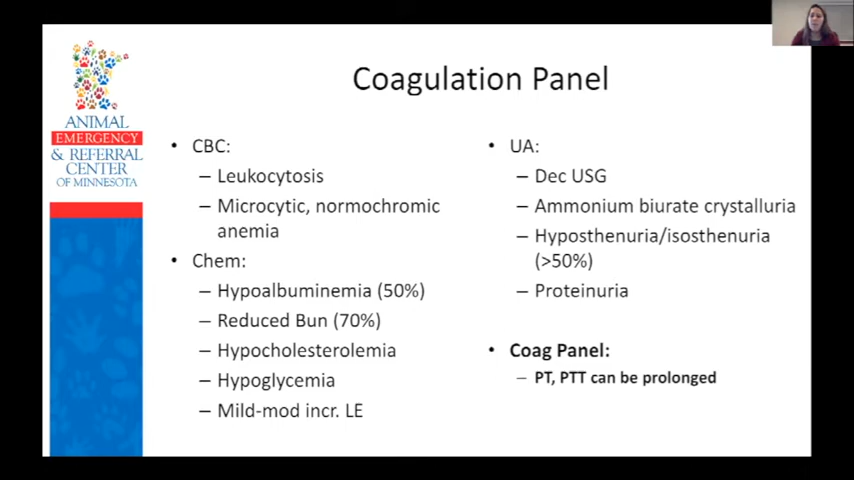 Coagulation Panel
ANIMAL
EMERGENCY
& REFERRAL
CENTER
OF MINNESOTA
• CBC:
– Leukocytosis
– Microcytic, normochromic
anemia
• Chem:
– Hypoalbuminemia (50%)
– Reduced Bun (70%)
– Hypocholesterolemia
– Hypoglycemia
– Mild-mod incr. LE
• UA:
– Dec USG
– Ammonium biurate crystalluria
– Hyposthenuria/isosthenuria
(>50%)
– Proteinuria
• Coag Panel:
– PT, PTT can be prolonged